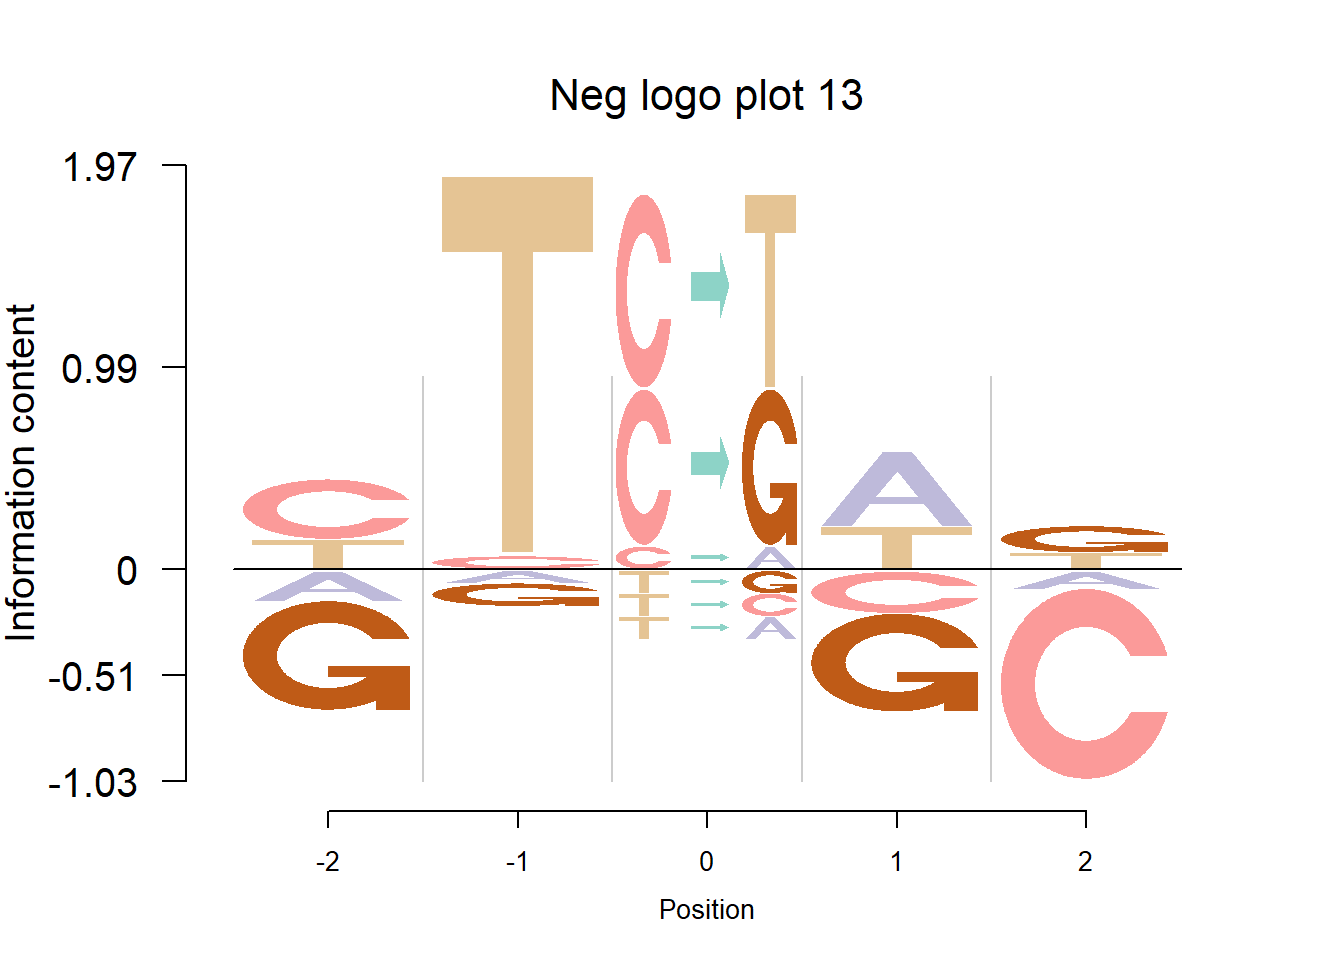 Neg logo plot 13
Information content
1.97
0.99
0
-0.51
-1.03
C T A G
T C A G
C → T
C → G
C → A
T → G
T → C
T → A
A T C G
G T A C
-2 -1 0 1 2
Position